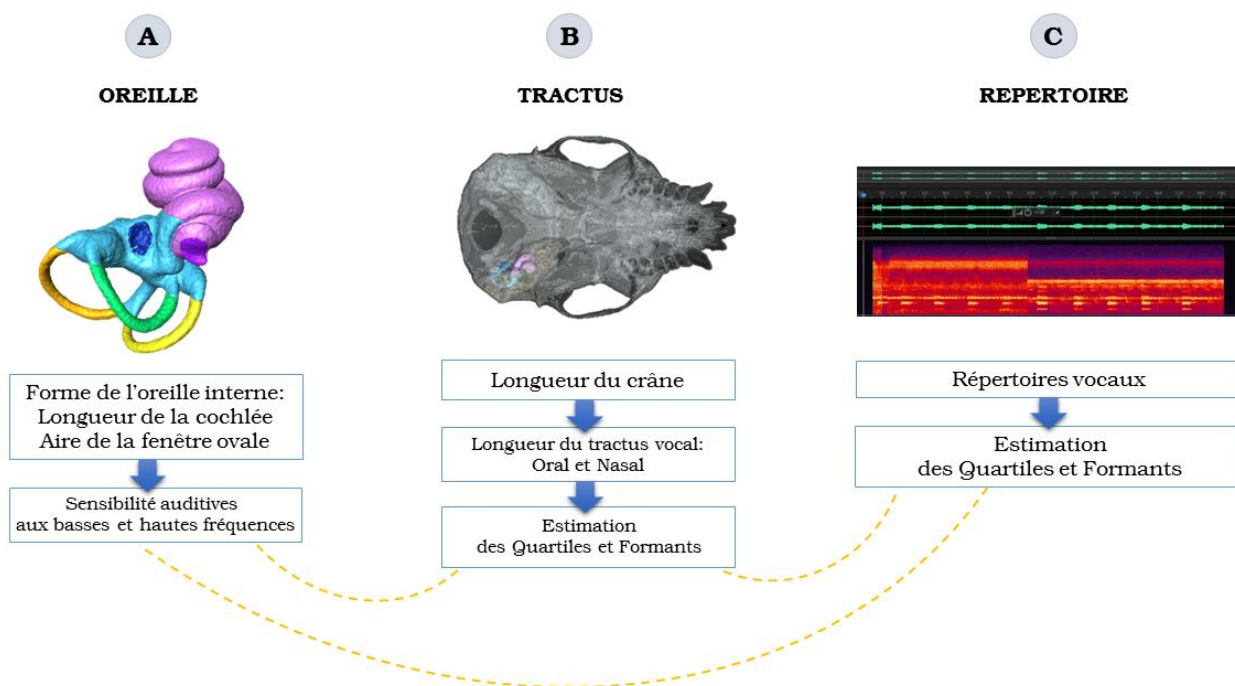 A
OREILLE
Forme de l'oreille interne:
Longueur de la cochlée
Aire de la fenêtre ovale
Sensibilité auditives
aux basses et hautes fréquences
B
TRACTUS
Longueur du crâne
Longueur du tractus vocal:
Oral et Nasal
Estimation
des Quartiles et Formants
C
REPERTOIRE
Répertoires vocaux
Estimation
des Quartiles et Formants